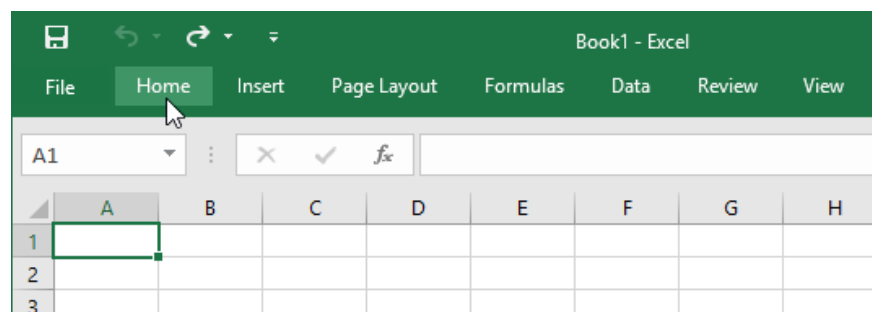 Book1 - Excel
File Home Insert Page Layout Formulas Data Review View
A1 fx
A B C D E F G H
1
2
3